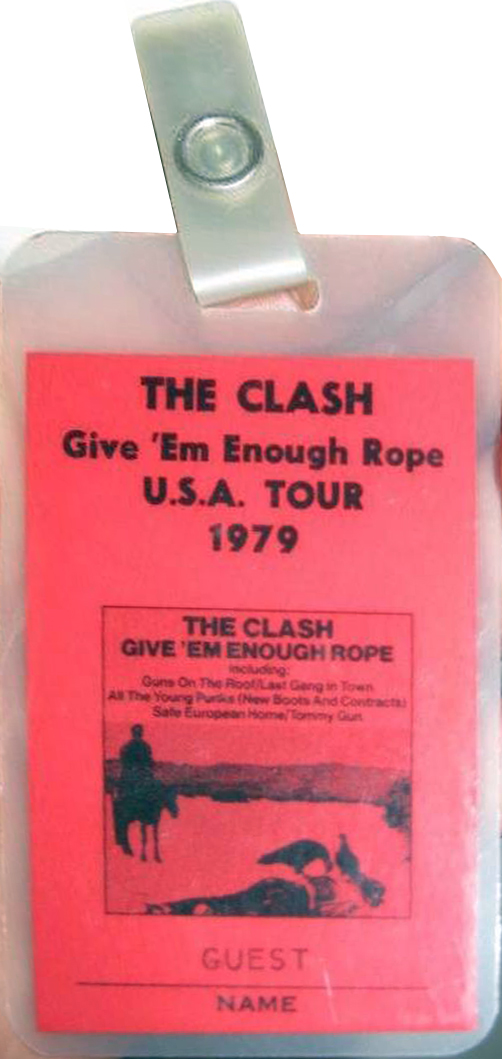 THE CLASH
Give 'Em Enough Rope
U.S.A. TOUR
1979
THE CLASH
GIVE 'EM ENOUGH ROPE
including:
Guns On The Roof/Last Gang In Town
All The Young Punks (New Boots And Contracts)
Safe European Home/Tommy Gun
GUEST
NAME